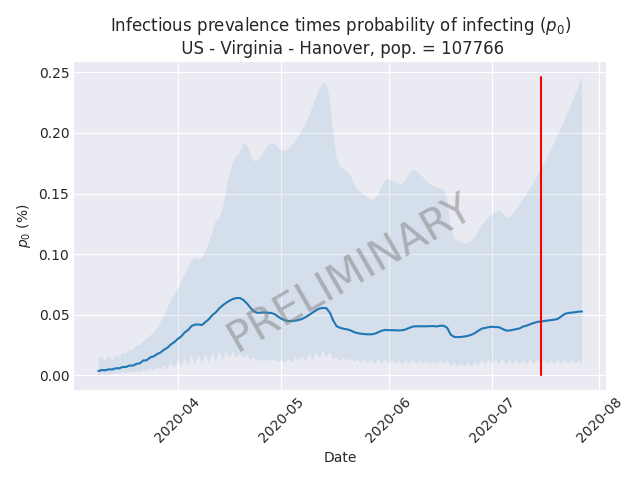 Infectious prevalence times probability of infecting (p₀)
US - Virginia - Hanover, pop. = 107766
0.25
0.20
0.15
0.10
0.05
0.00
p₀ (%)
PRELIMINARY
2020-04
2020-05
2020-06
2020-07
2020-08
Date